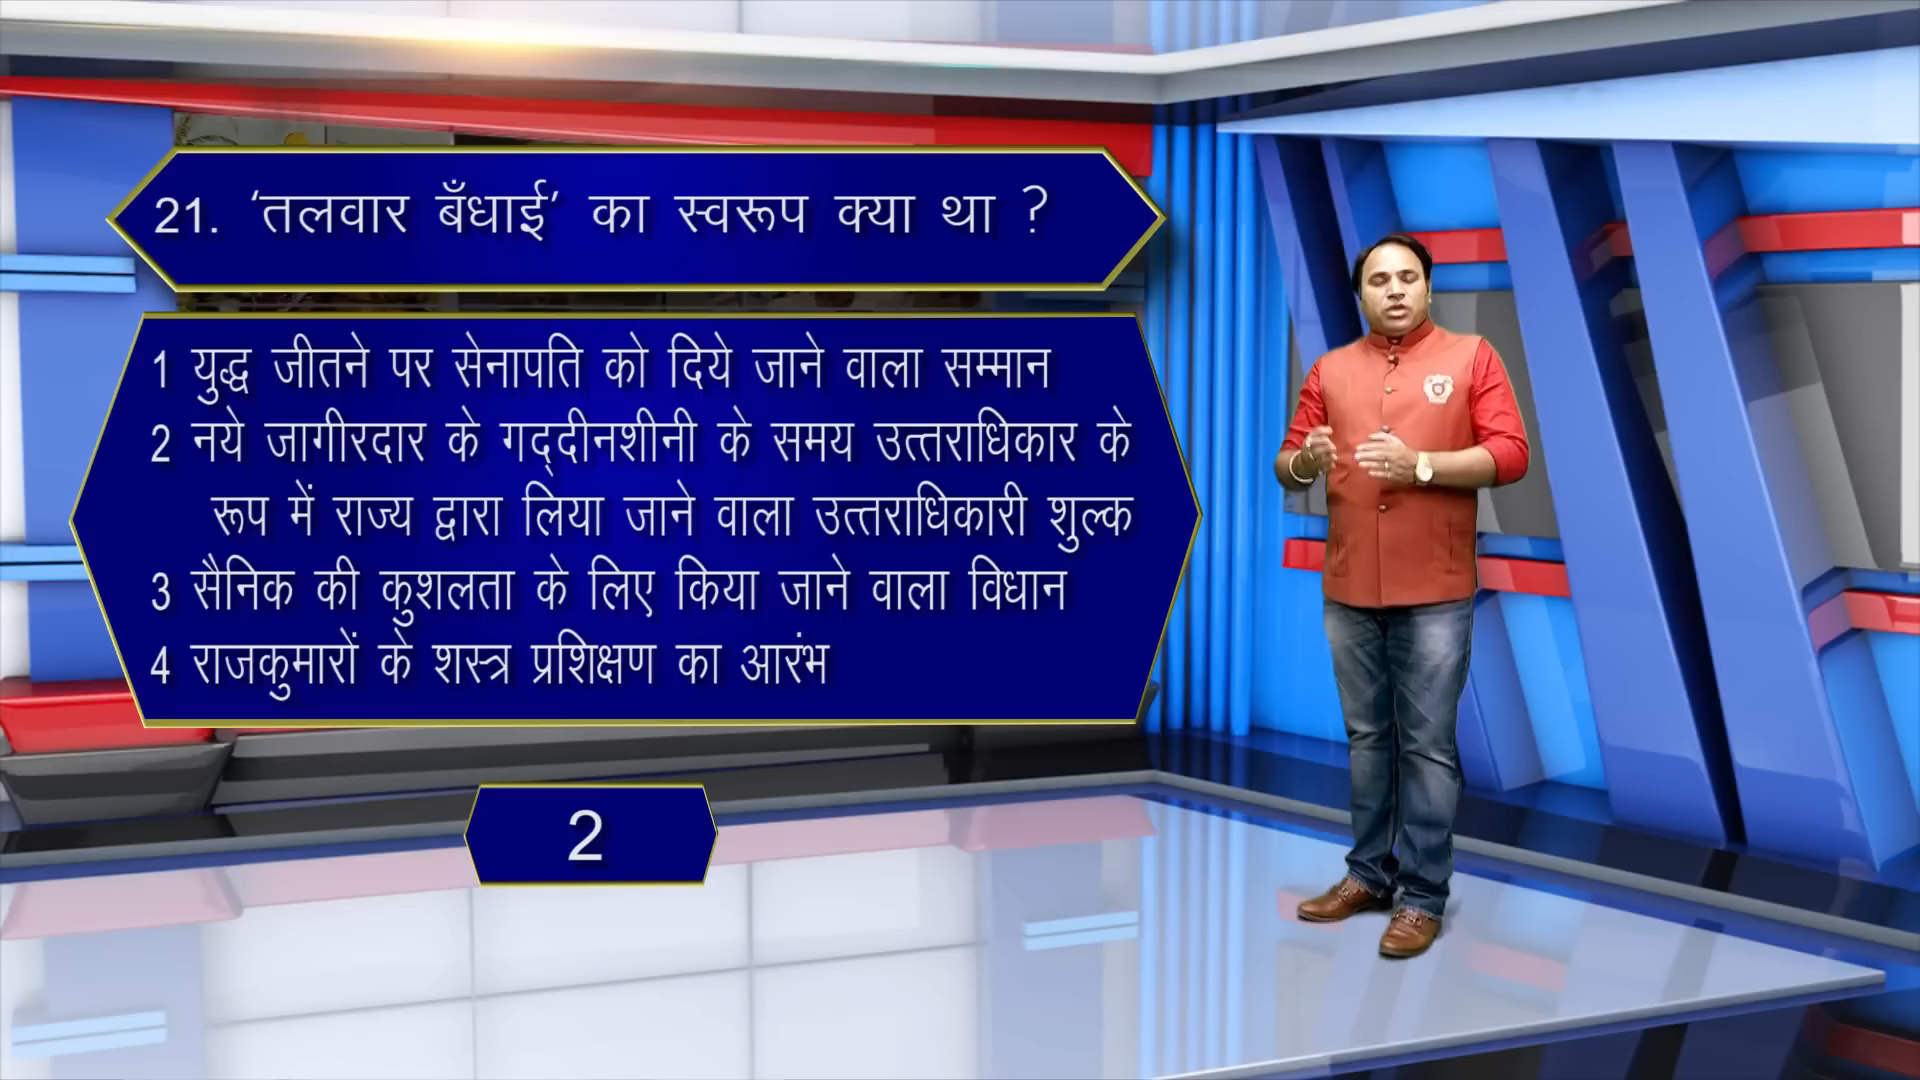 21. ‘तलवार बँधाई’ का स्वरूप क्या था ?
1 युद्ध जीतने पर सेनापति को दिये जाने वाला सम्मान
2 नये जागीरदार के गद्‌दीनशीनी के समय उत्तराधिकार के
रूप में राज्य द्वारा लिया जाने वाला उत्तराधिकारी शुल्क
3 सैनिक की कुशलता के लिए किया जाने वाला विधान
4 राजकुमारों के शस्त्र प्रशिक्षण का आरंभ
2